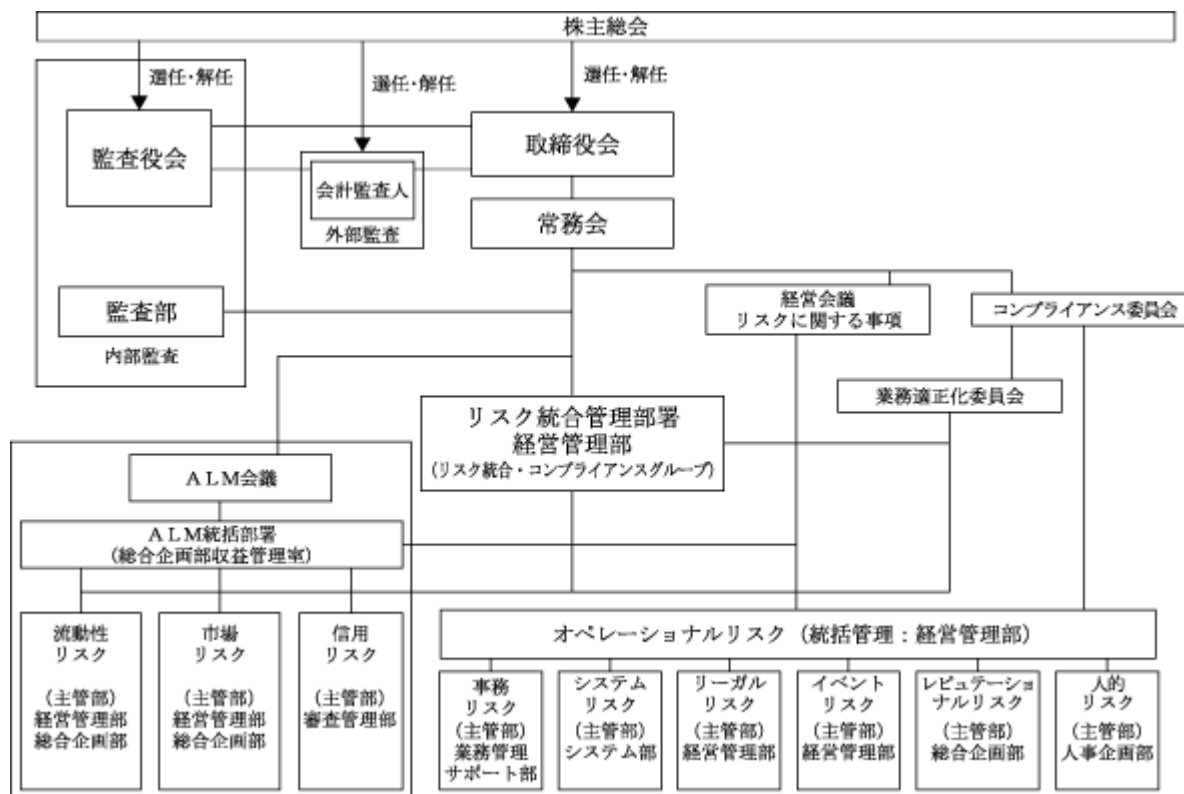 株主総会
選任・解任
選任・解任
選任・解任
監査役会
取締役会
会計監査人
外部監査
常務会
監査部
内部監査
経営会議
リスクに関する事項
コンプライアンス委員会
業務適正化委員会
リスク統合管理部署
経営管理部
(リスク統合・コンプライアンスグループ)
ALM会議
ALM統括部署
(総合企画部収益管理室)
流動性
リスク
(主管部)
経営管理部
総合企画部
市場
リスク
(主管部)
経営管理部
総合企画部
信用
リスク
(主管部)
審査管理部
オペレーショナルリスク(統括管理:経営管理部)
事務
リスク
(主管部)
業務管理
サポート部
システム
リスク
(主管部)
システム部
リーガル
リスク
(主管部)
経営管理部
イベント
リスク
(主管部)
経営管理部
レピュテーショ
ナルリスク
(主管部)
総合企画部
人的
リスク
(主管部)
人事企画部